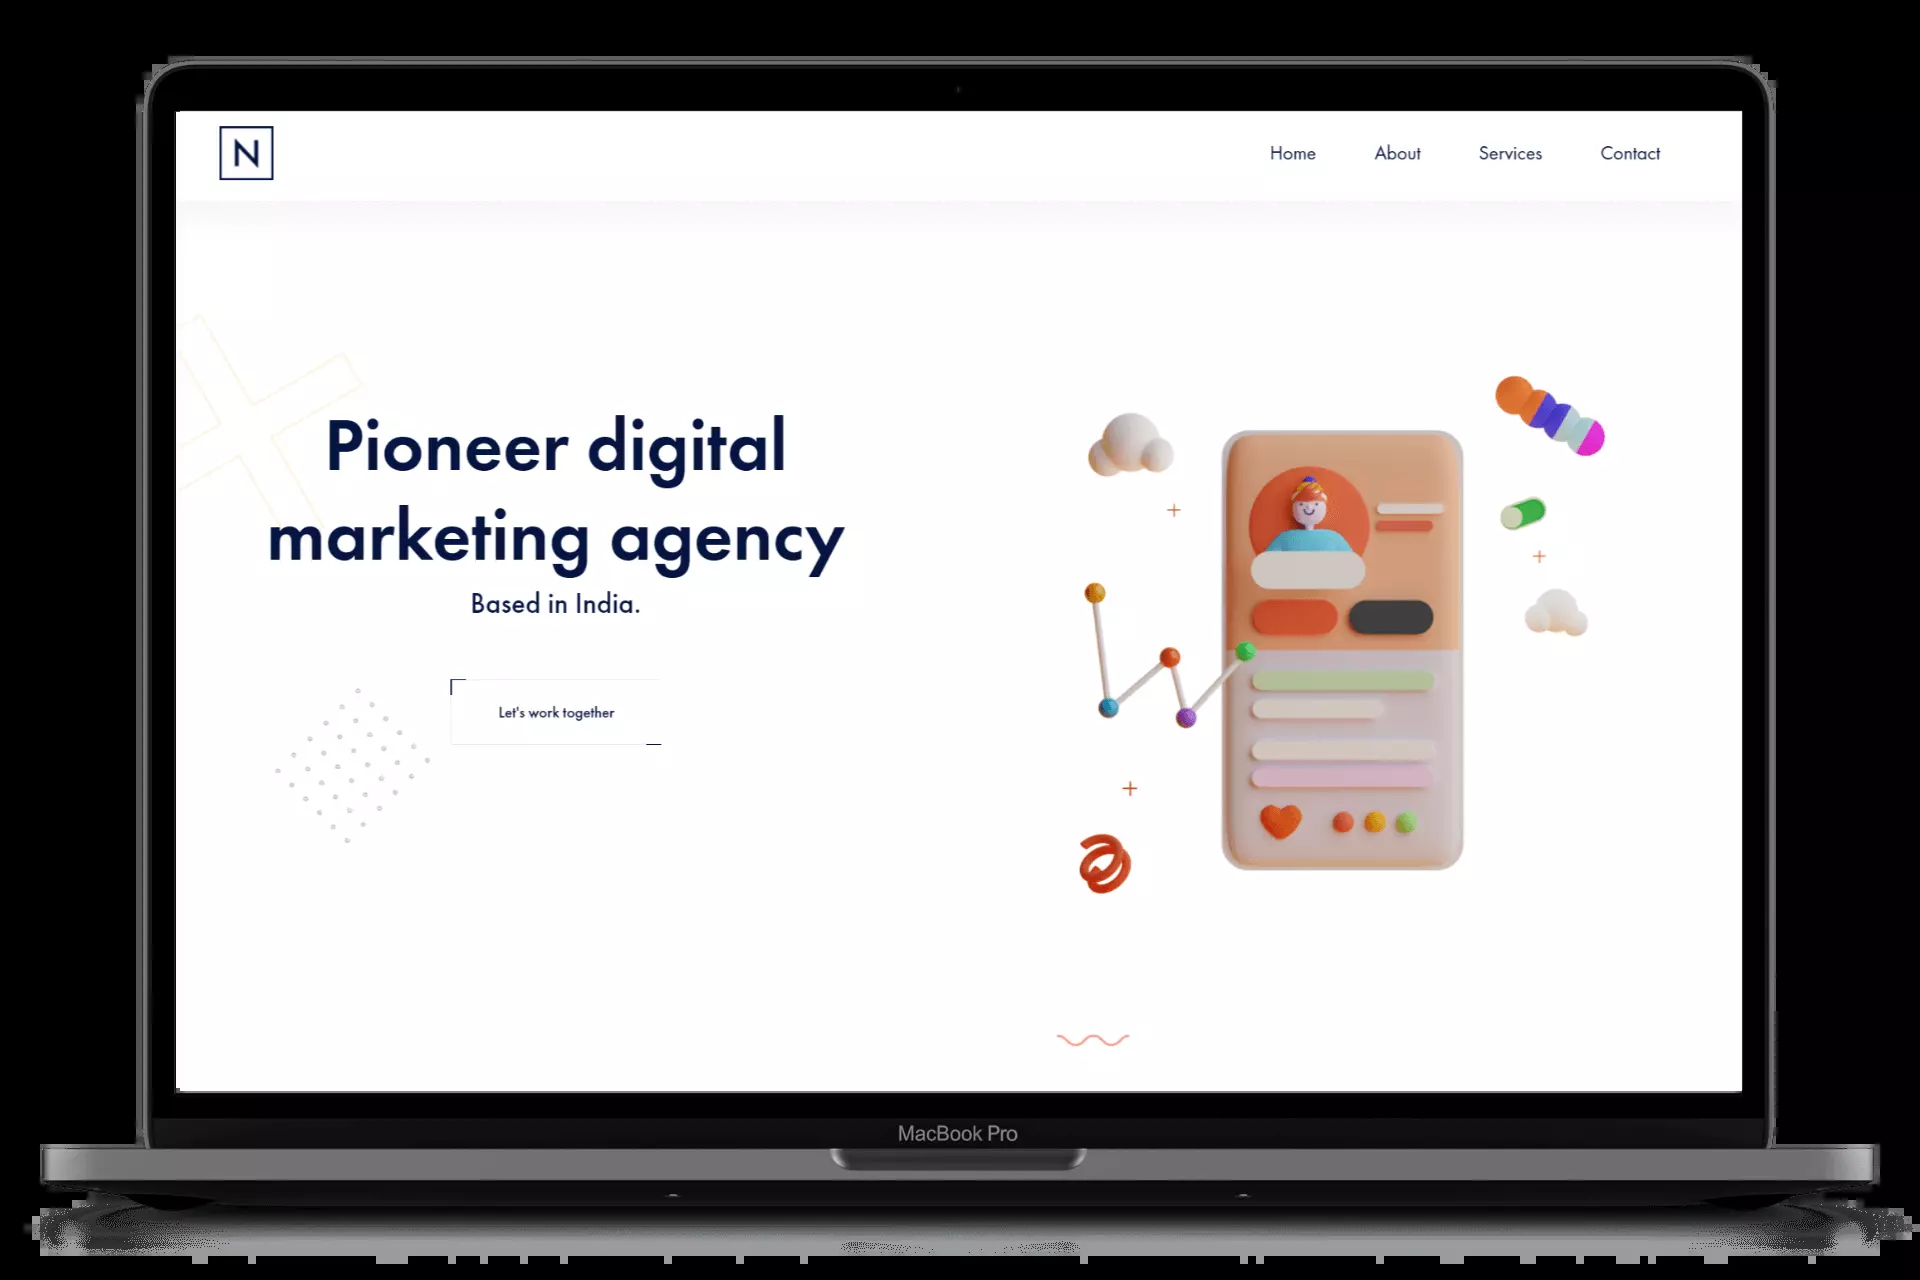 N
Home About Services Contact
Pioneer digital
marketing agency
Based in India.
Let's work together
MacBook Pro